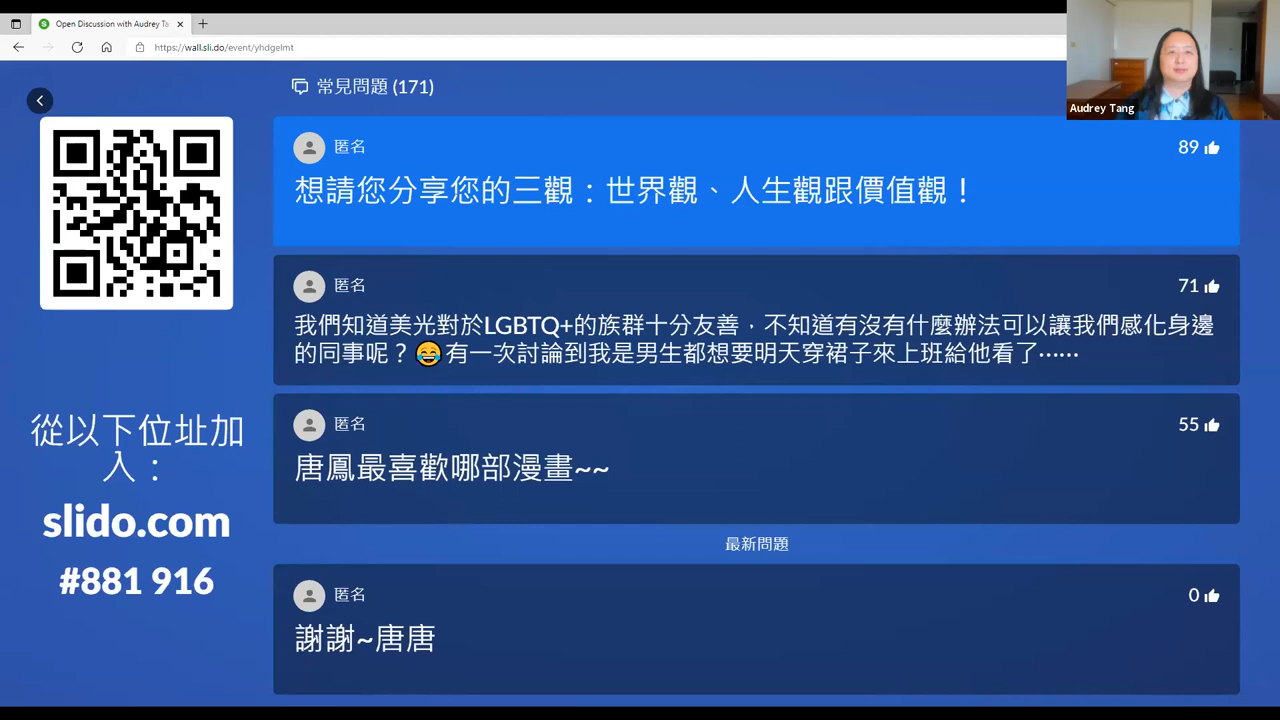 Open Discussion with Audrey Ta
https://wall.sli.do/event/yhdgelmt
Audrey Tang
常見問題 (171)
匿名
89
想請您分享您的三觀：世界觀、人生觀跟價值觀！
匿名
71
我們知道美光對於LGBTQ+的族群十分友善，不知道有沒有什麼辦法可以讓我們感化身邊
的同事呢？😂有一次討論到我是男生都想要明天穿裙子來上班給他看了⋯⋯
匿名
55
唐鳳最喜歡哪部漫畫~~
最新問題
匿名
0
謝謝~唐唐
從以下位址加
入：
slido.com
#881 916